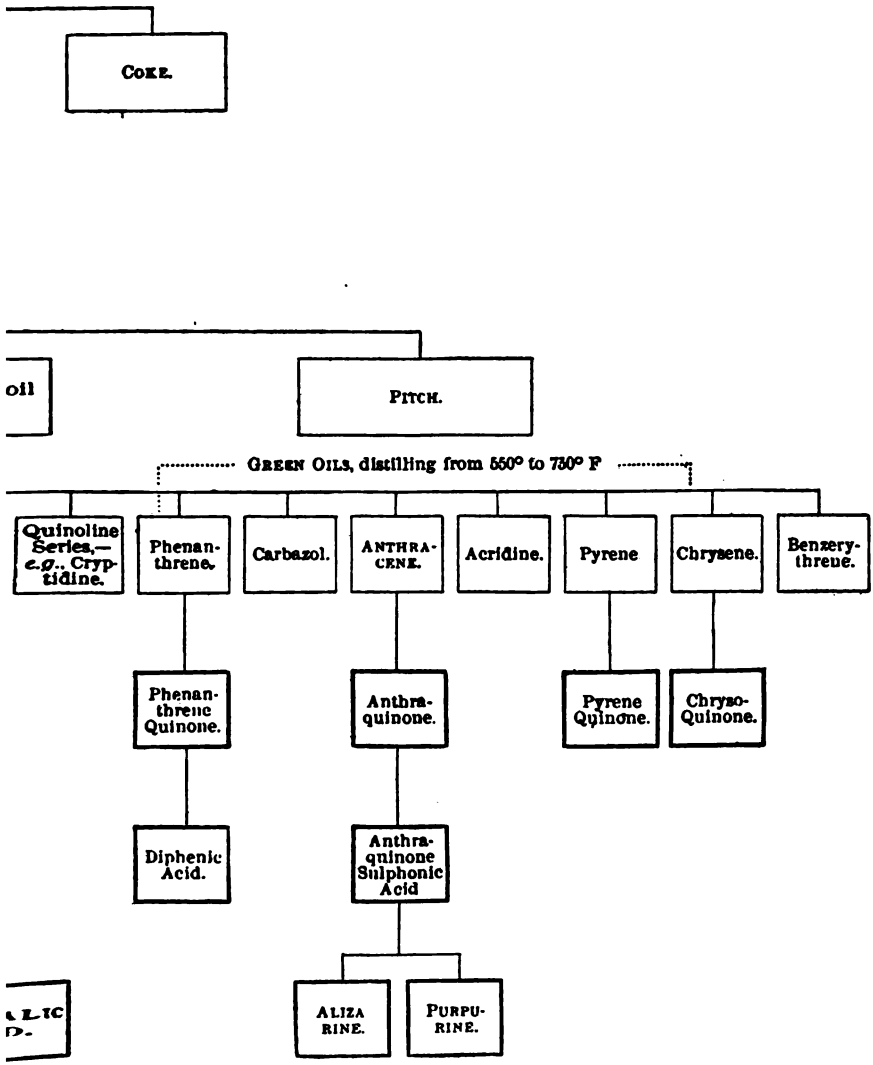 COKE.
oil
PITCH.
GREEN OILS, distilling from 550° to 750° F
Quinoline
Series,—
e.g., Cryp-
tidine.
Phenan-
threne.
Carbazol.
ANTHRA-
CENE.
Acridine.
Pyrene
Chrysene.
Benzery-
threne.
Phenan-
threne
Quinone.
Anthra-
quinone.
Pyrene
Quinone.
Chryso-
Quinone.
Diphenic
Acid.
Anthra-
quinone
Sulphonic
Acid
ALIC
D.
ALIZA
RINE.
PURPU-
RINE.